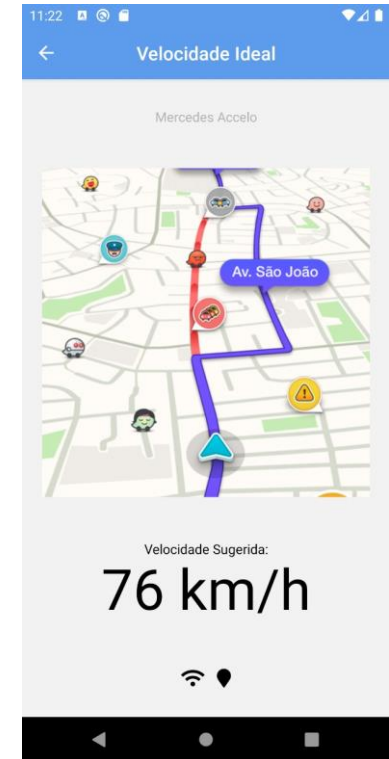 11:22
Velocidade Ideal
Mercedes Accelo
Av. São João
Velocidade Sugerida:
76 km/h